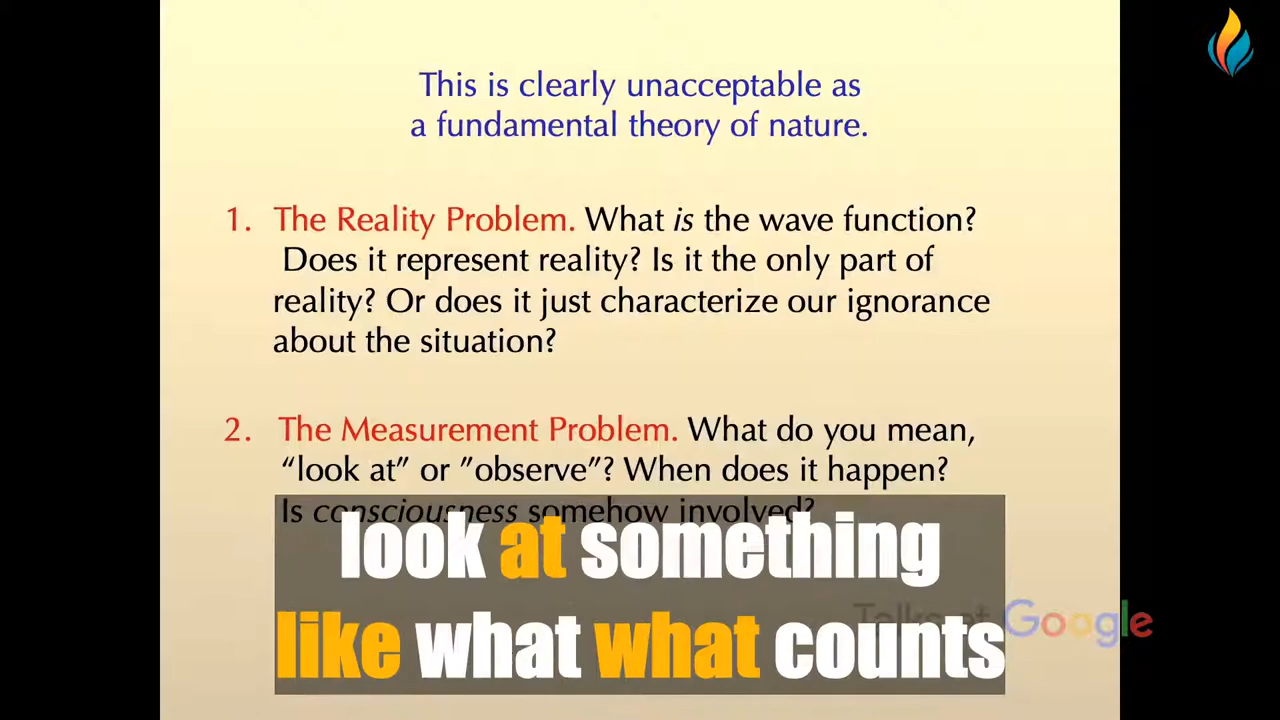 This is clearly unacceptable as
a fundamental theory of nature.
1. The Reality Problem. What is the wave function?
Does it represent reality? Is it the only part of
reality? Or does it just characterize our ignorance
about the situation?
2. The Measurement Problem. What do you mean,
“look at” or ”observe”? When does it happen?
Is consciousness somehow involved?
look at something
like what what counts
Talks at Google